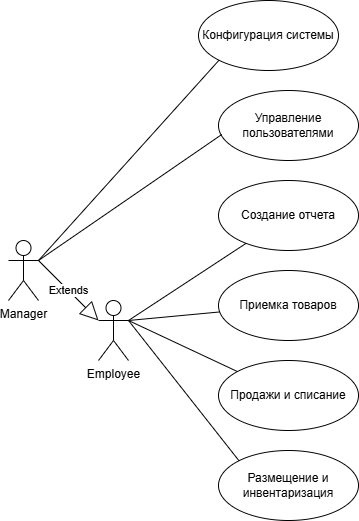 Конфигурация системы
Управление
пользователями
Создание отчета
Extends
Manager
Приемка товаров
Employee
Продажи и списание
Размещение и
инвентаризация